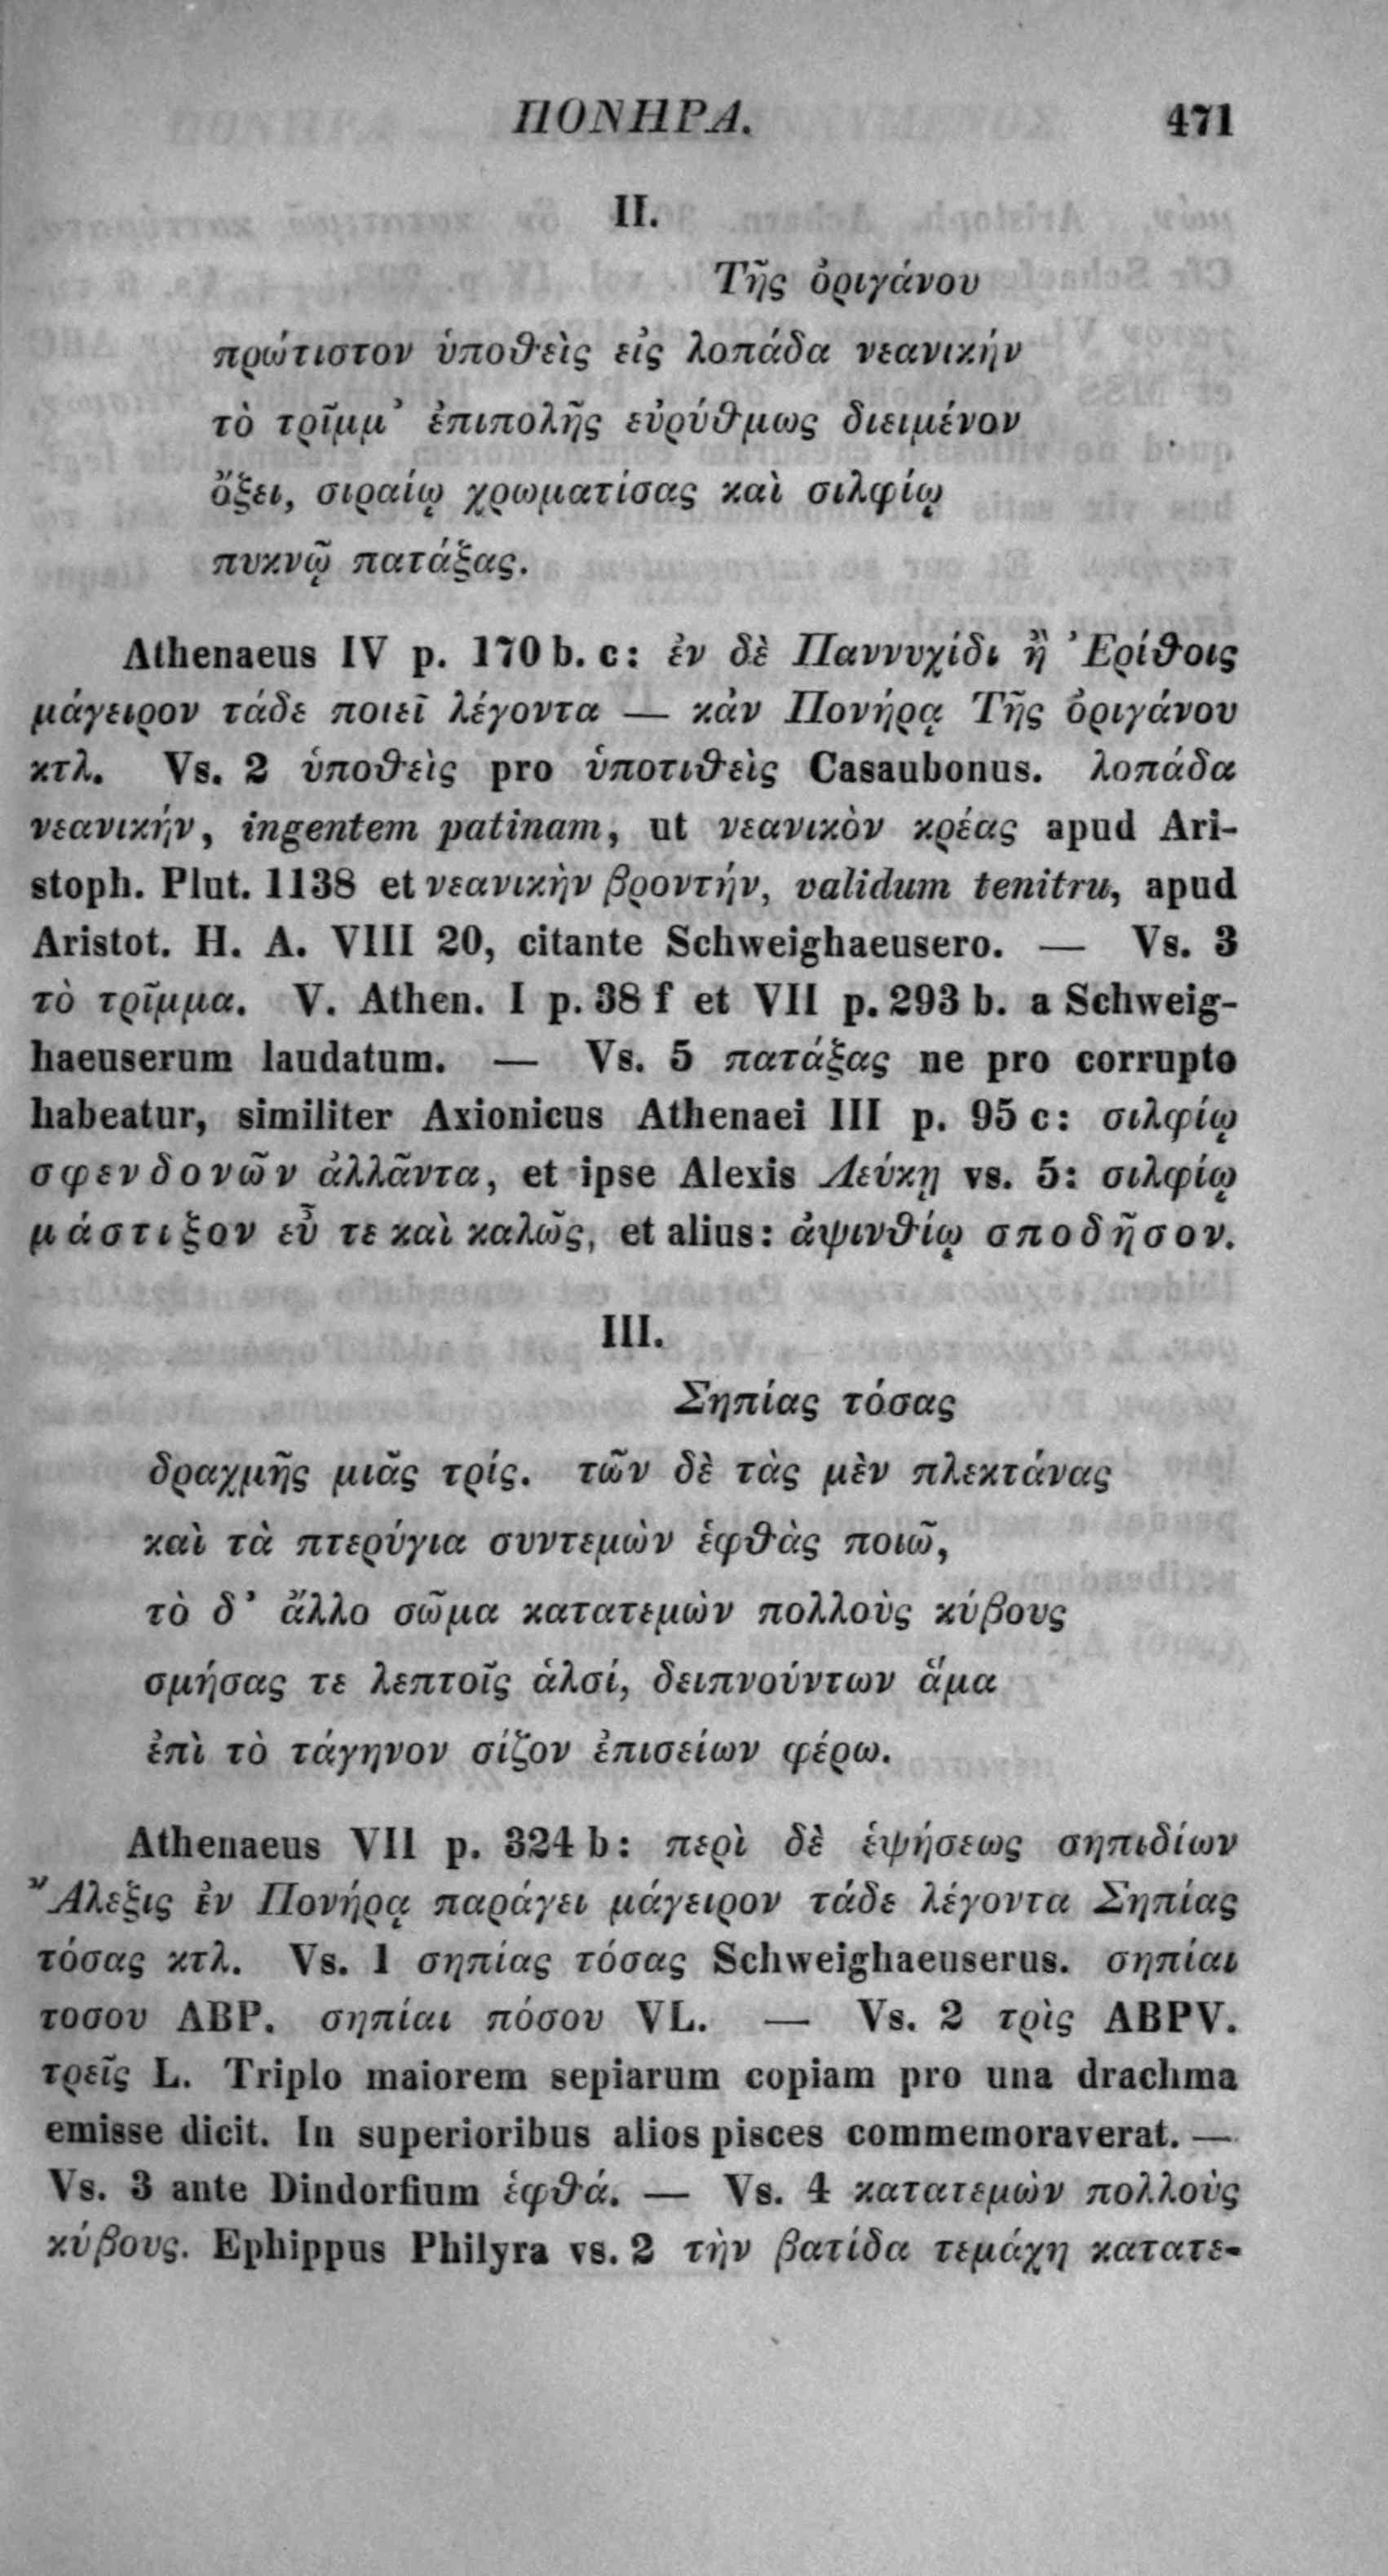 ΠΟΝΗΡΑ. 471
II.
Τῆς ὀριγάνου
πρώτιστον ὑποθεὶς εἰς λοπάδα νεανικήν
τὸ τρῖμμ᾽ ἐπιπολῆς εὐρύθμως διειμένον
ὄξει, σιραίῳ χρωματίσας καὶ σιλφίῳ
πυκνῷ πατάξας.
Athenaeus IV p. 170 b. c: ἐν δὲ Παννυχίδι ἢ Ἐρίθοις
μάγειρον τάδε ποιεῖ λέγοντα — κἀν Πονήρᾳ Τῆς ὀριγάνου
κτλ. Vs. 2 ὑποθεὶς pro ὑποτιθεὶς Casaubonus. λοπάδα
νεανικήν, ingentem patinam, ut νεανικὸν κρέας apud Ari-
stoph. Plut. 1138 et νεανικὴν βροντήν, validum tenitru, apud
Aristot. H. A. VIII 20, citante Schweighaeusero. — Vs. 3
τὸ τρῖμμα. V. Athen. I p. 38 f et VII p. 293 b. a Schweig-
haeuserum laudatum. — Vs. 5 πατάξας ne pro corrupto
habeatur, similiter Axionicus Athenaei III p. 95 c: σιλφίῳ
σφενδονῶν ἀλλᾶντα, et ipse Alexis Λεύκῃ vs. 5: σιλφίῳ
μάστιξον εὖ τε καὶ καλῶς, et alius: ἀψινθίῳ σποδῆσον.
III.
Σηπίας τόσας
δραχμῆς μιᾶς τρίς. τῶν δὲ τὰς μὲν πλεκτάνας
καὶ τὰ πτερύγια συντεμὼν ἑφθὰς ποιῶ,
τὸ δ᾽ ἄλλο σῶμα κατατεμὼν πολλοὺς κύβους
σμήσας τε λεπτοῖς ἁλσί, δειπνούντων ἅμα
ἐπὶ τὸ τάγηνον σίζον ἐπισείων φέρω.
Athenaeus VII p. 324 b: περὶ δὲ ἑψήσεως σηπιδίων
Ἄλεξις ἐν Πονήρᾳ παράγει μάγειρον τάδε λέγοντα Σηπίας
τόσας κτλ. Vs. 1 σηπίας τόσας Schweighaeuserus. σηπίαι
τοσου ABP. σηπίαι πόσου VL. — Vs. 2 τρὶς ABPV.
τρεῖς L. Triplo maiorem sepiarum copiam pro una drachma
emisse dicit. In superioribus alios pisces commemoraverat. —
Vs. 3 ante Dindorfium ἑφθά. — Vs. 4 κατατεμὼν πολλοὺς
κύβους. Ephippus Philyra vs. 2 τὴν βατίδα τεμάχη κατατε-